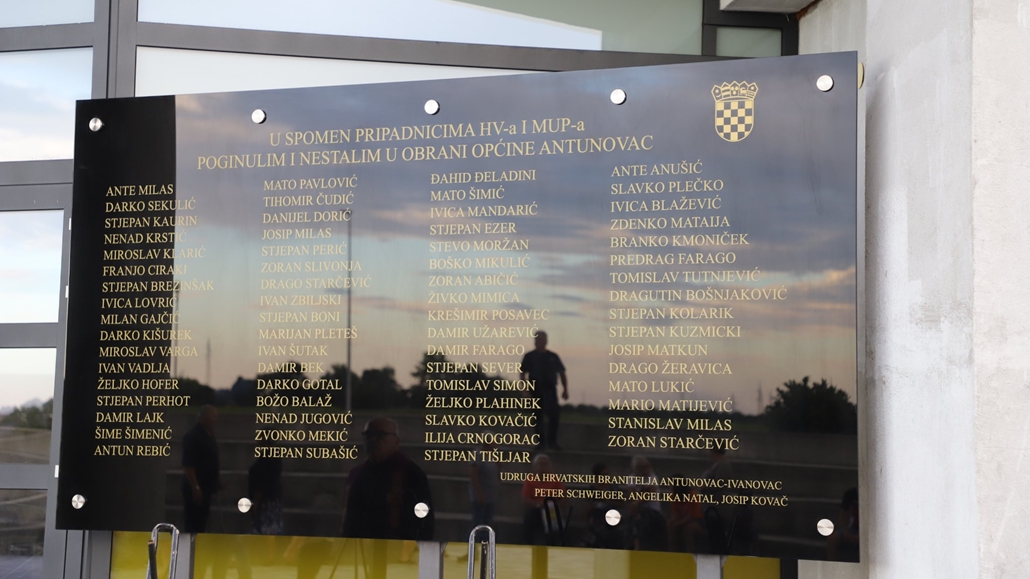 U SPOMEN PRIPADNICIMA HV-a I MUP-a
POGINULIM I NESTALIM U OBRANI OPĆINE ANTUNOVAC
ANTE MILAS
DARKO SEKULIĆ
STJEPAN KAURIN
NENAD KRSTIĆ
MIROSLAV KLARIĆ
FRANJO CIRAKI
STJEPAN BREZINŠAK
IVICA LOVRIĆ
MILAN GAJČIĆ
DARKO KIŠUREK
MIROSLAV VARGA
IVAN VADLJA
ŽELJKO HOFER
STJEPAN PERHOT
DAMIR LAJK
ŠIME ŠIMENIĆ
ANTUN REBIĆ
MATO PAVLOVIĆ
TIHOMIR ČUDIĆ
DANIJEL DORIĆ
JOSIP MILAS
STJEPAN PERIĆ
ZORAN SLIVONJA
DRAGO STARČEVIĆ
IVAN ZBILJSKI
STJEPAN BONI
MARIJAN PLETEŠ
IVAN ŠUTAK
DAMIR BEK
DARKO GOTAL
BOŽO BALAŽ
NENAD JUGOVIĆ
ZVONKO MEKIĆ
STJEPAN SUBAŠIĆ
ĐAHID ĐELADINI
MATO ŠIMIĆ
IVICA MANDARIĆ
STJEPAN EZER
STEVO MORŽAN
BOŠKO MIKULIĆ
ZORAN ABIČIĆ
ŽIVKO MIMICA
KREŠIMIR POSAVEC
DAMIR UŽAREVIĆ
DAMIR FARAGO
STJEPAN SEVER
TOMISLAV SIMON
ŽELJKO PLAHINEK
SLAVKO KOVAČIĆ
ILIJA CRNOGORAC
STJEPAN TIŠLJAR
ANTE ANUŠIĆ
SLAVKO PLEČKO
IVICA BLAŽEVIĆ
ZDENKO MATAIJA
BRANKO KMONIČEK
PREDRAG FARAGO
TOMISLAV TUTNJEVIĆ
DRAGUTIN BOŠNJAKOVIĆ
STJEPAN KOLARIK
STJEPAN KUZMICKI
JOSIP MATKUN
DRAGO ŽERAVICA
MATO LUKIĆ
MARIO MATIJEVIĆ
STANISLAV MILAS
ZORAN STARČEVIĆ
UDRUGA HRVATSKIH BRANITELJA ANTUNOVAC-IVANOVAC
PETER SCHWEIGER, ANGELIKA NATAL, JOSIP KOVAČ